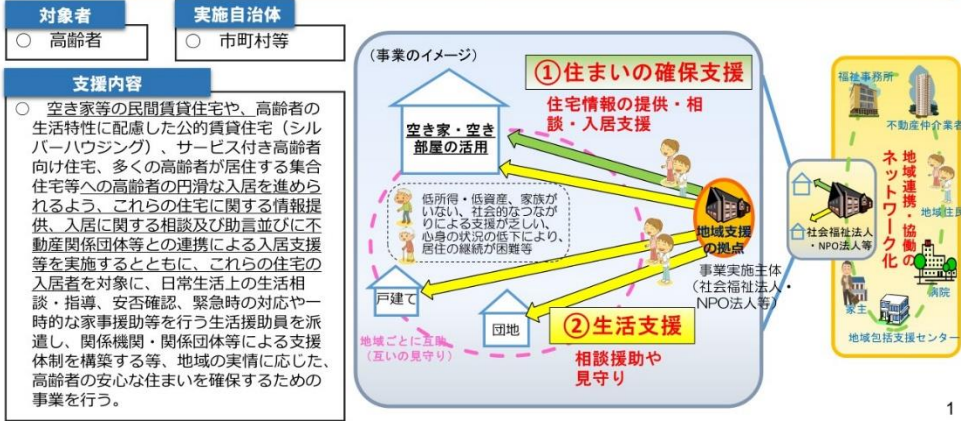 対象者
○ 高齢者
実施自治体
○ 市町村等
支援内容
○ 空き家等の民間賃貸住宅や、高齢者の
生活特性に配慮した公的賃貸住宅（シル
バーハウジング）、サービス付き高齢者
向け住宅、多くの高齢者が居住する集合
住宅等への高齢者の円滑な入居を進めら
れるよう、これらの住宅に関する情報提
供、入居に関する相談及び助言並びに不
動産関係団体等との連携による入居支援
等を実施するとともに、これらの住宅の
入居者を対象に、日常生活上の生活相
談・指導、安否確認、緊急時の対応や一
時的な家事援助等を行う生活援助員を派
遣し、関係機関・関係団体等による支援
体制を構築する等、地域の実情に応じた、
高齢者の安心な住まいを確保するための
事業を行う。
（事業のイメージ）
①住まいの確保支援
住宅情報の提供・相
談・入居支援
空き家・空き
部屋の活用
低所得・低資産、家族が
いない、社会的なつなが
りによる支援が乏しい、
心身の状況の低下により、
居住の継続が困難等
地域支援
の拠点
事業実施主体
（社会福祉法人・
NPO法人等）
戸建て
団地
地域ごとに互助
（互いの見守り）
②生活支援
相談援助や
見守り
社会福祉法人
・NPO法人等
福祉事務所
不動産仲介業者
地域連携・協働の
ネットワーク化
地域住民
家主
病院
地域包括支援センター
1